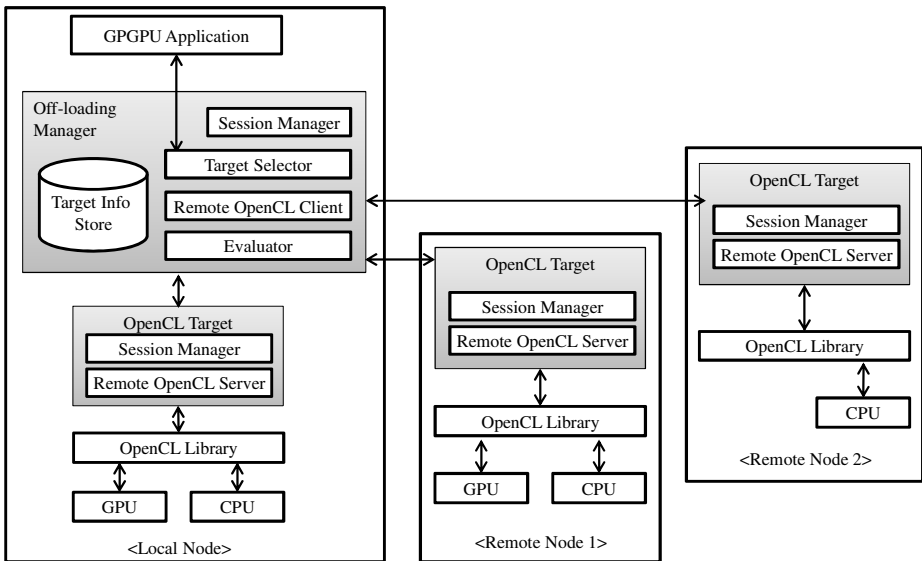 GPGPU Application
Off-loading
Manager
Session Manager
Target Selector
Target Info
Store
Remote OpenCL Client
Evaluator
OpenCL Target
Session Manager
Remote OpenCL Server
OpenCL Library
GPU
CPU
<Local Node>
OpenCL Target
Session Manager
Remote OpenCL Server
OpenCL Library
GPU
CPU
<Remote Node 1>
OpenCL Target
Session Manager
Remote OpenCL Server
OpenCL Library
CPU
<Remote Node 2>